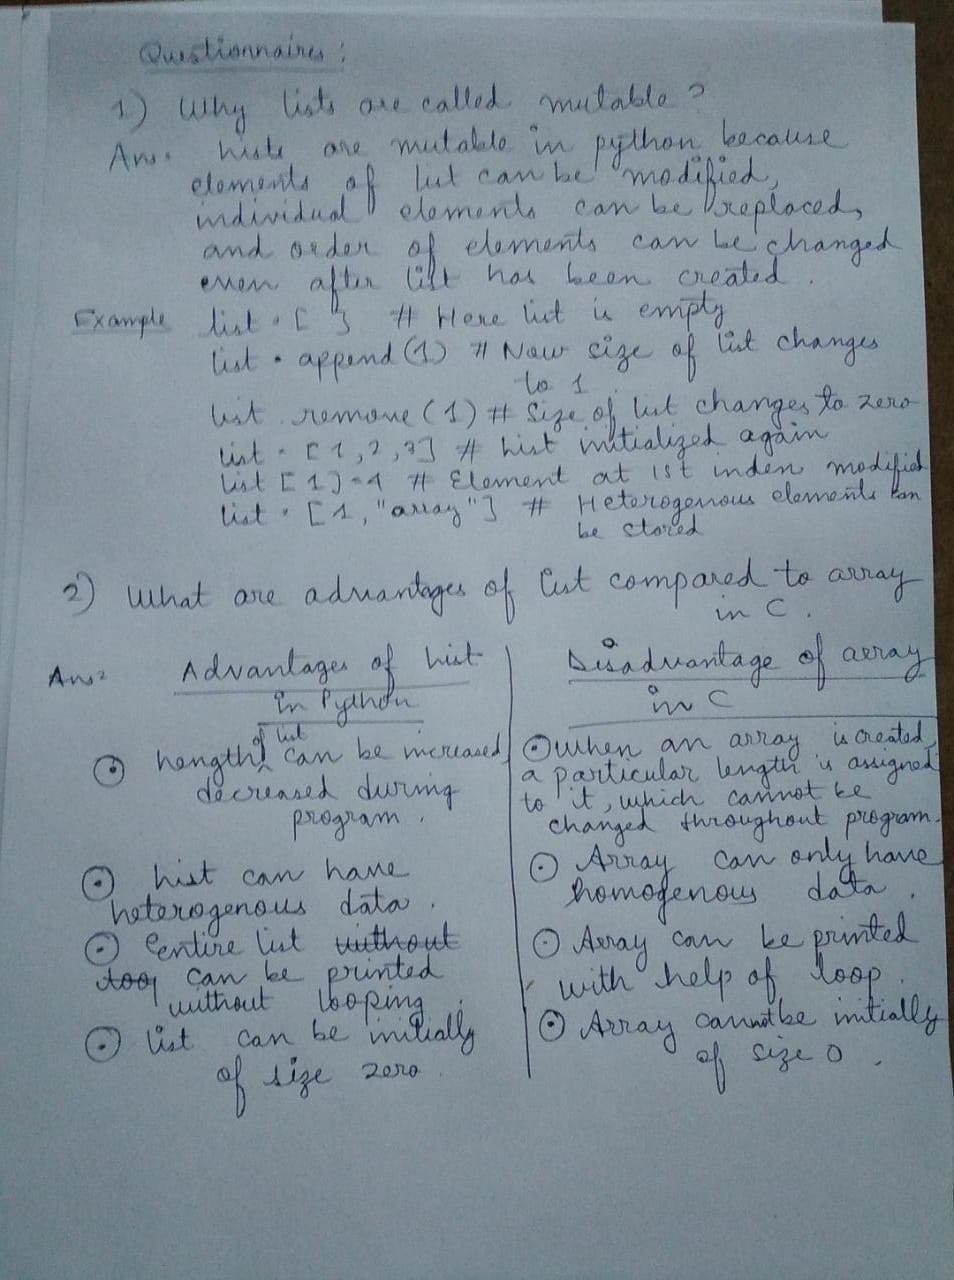 Questionnaires :
1) Why lists are called mutable ?
Ans. Lists are mutable in python because
elements of list can be modified,
individual elements can be replaced,
and order of elements can be changed
even after list has been created.
Example list = [ ] # Here list is empty
list . append(1) # Now size of list changes
to 1
list . remove (1) # Size of list changes to zero
list = [1,2,3] # List initialized again
list [1]=1 # Element at 1st index modified
list = [1, "array"] # Heterogenous elements can
be stored
2) What are advantages of list compared to array
in C.
Ans: Advantages of List
in Python
Length of list can be increased
decreased during
program.
List can have
heterogenous data.
Eentire list without
too can be printed
without looping.
List can be initially
of size zero.
Disadvantage of array
in C
When an array is created,
a particular length is assigned
to it, which cannot be
changed throughout program.
Array can only have
homogenous data.
Array can be printed
with help of loop.
Array cannot be initially
of size 0.